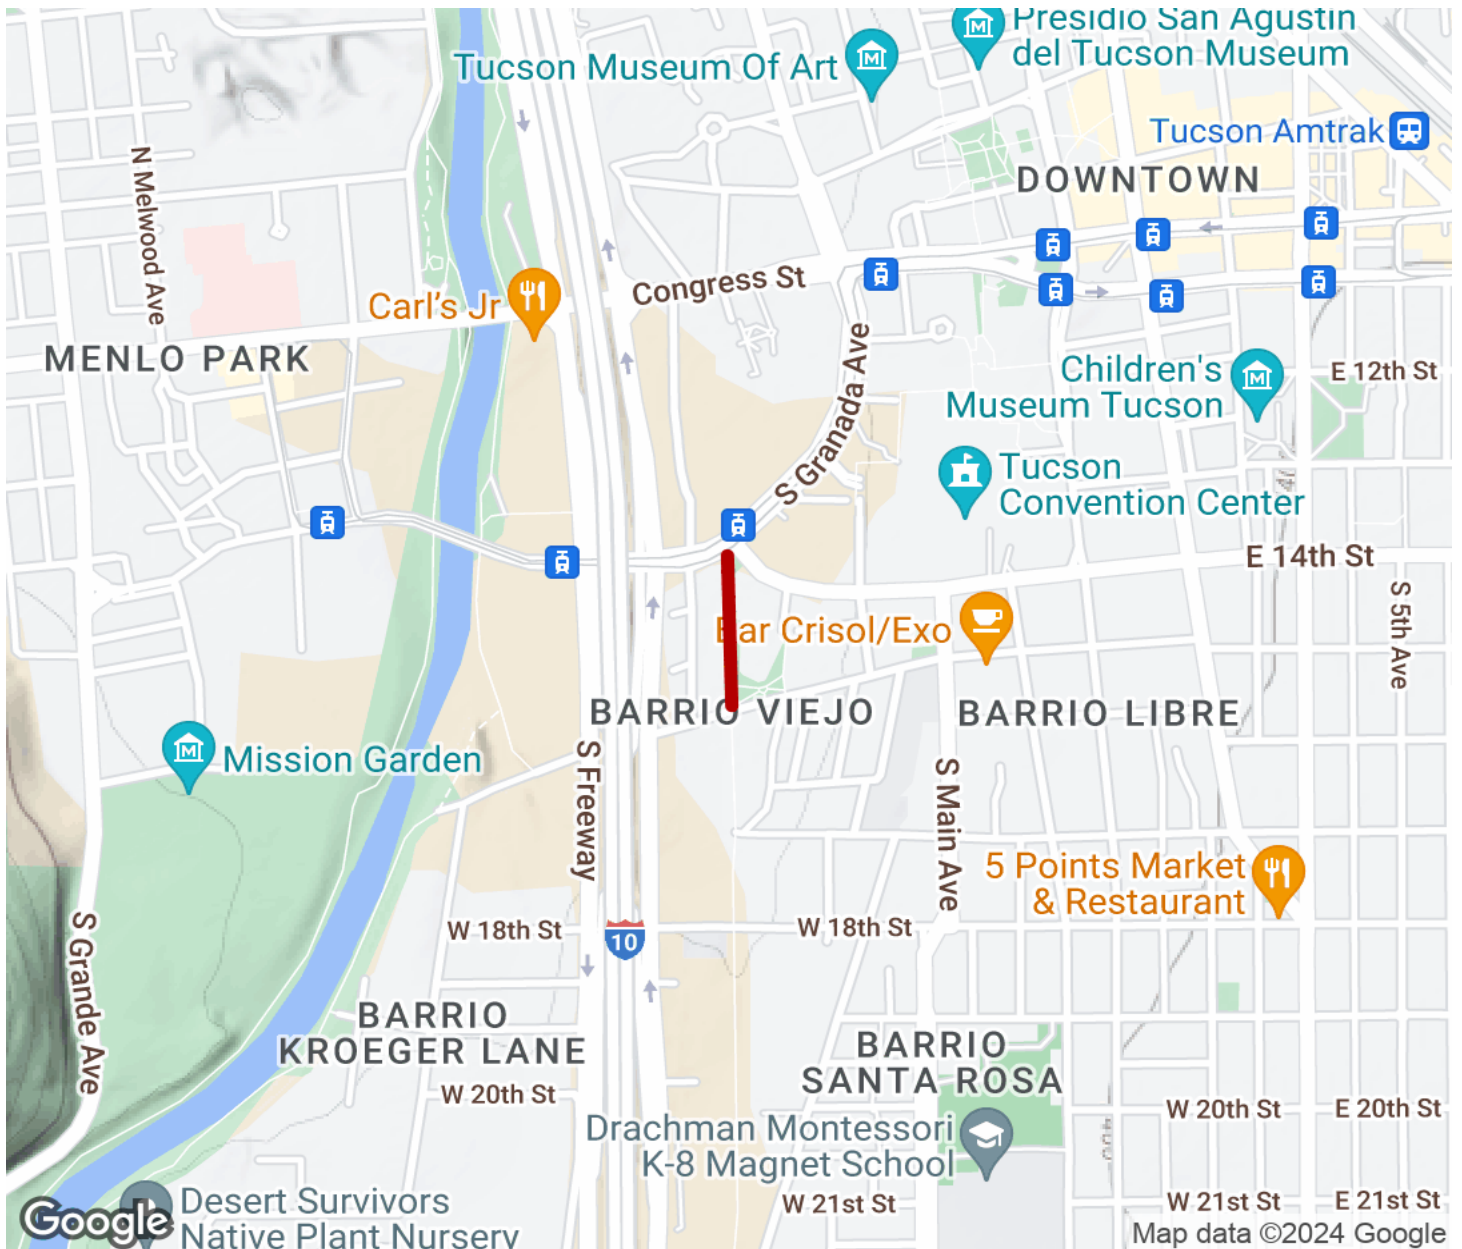 Presidio San Agustin
del Tucson Museum
Tucson Museum Of Art
Tucson Amtrak
DOWNTOWN
N Melwood Ave
Congress St
Carl's Jr
MENLO PARK
S Granada Ave
Children's
Museum Tucson
E 12th St
Tucson
Convention Center
E 14th St
S 5th Ave
Bar Crisol/Exo
BARRIO VIEJO
BARRIO LIBRE
Mission Garden
S Freeway
S Main Ave
5 Points Market
& Restaurant
S Grande Ave
W 18th St
10
W 18th St
BARRIO
KROEGER LANE
BARRIO
SANTA ROSA
W 20th St
W 20th St
E 20th St
Drachman Montessori
K-8 Magnet School
Desert Survivors
Native Plant Nursery
W 21st St
W 21st St
E 21st St
Google
Map data ©2024 Google